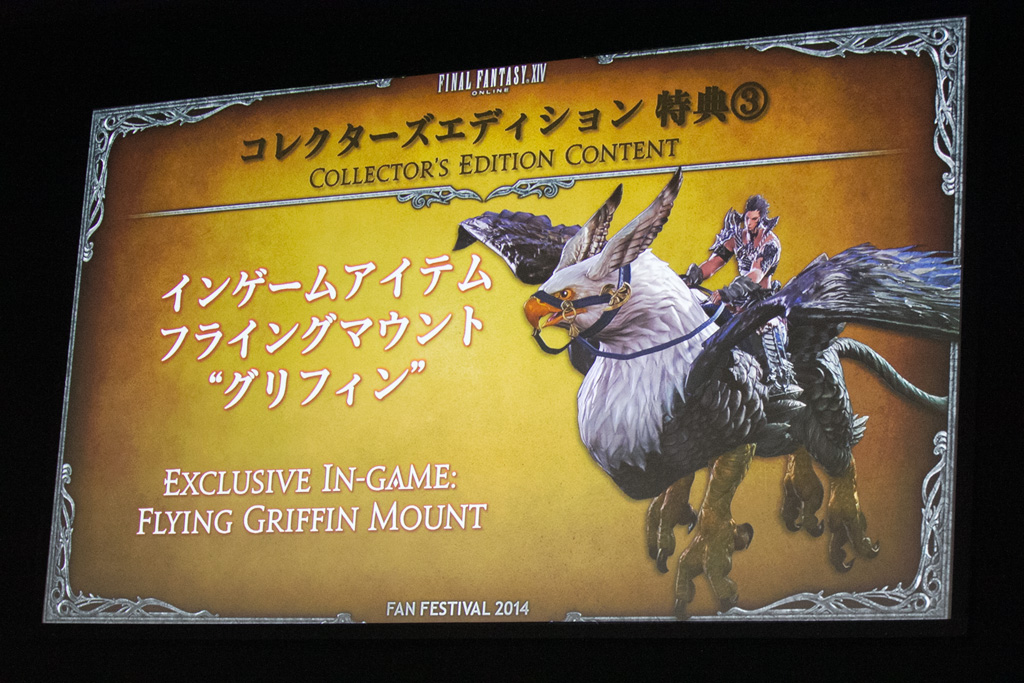 FINAL FANTASY XIV
ONLINE
コレクターズエディション 特典③
COLLECTOR'S EDITION CONTENT
インゲームアイテム
フライングマウント
“グリフィン”
EXCLUSIVE IN-GAME:
FLYING GRIFFIN MOUNT
FAN FESTIVAL 2014